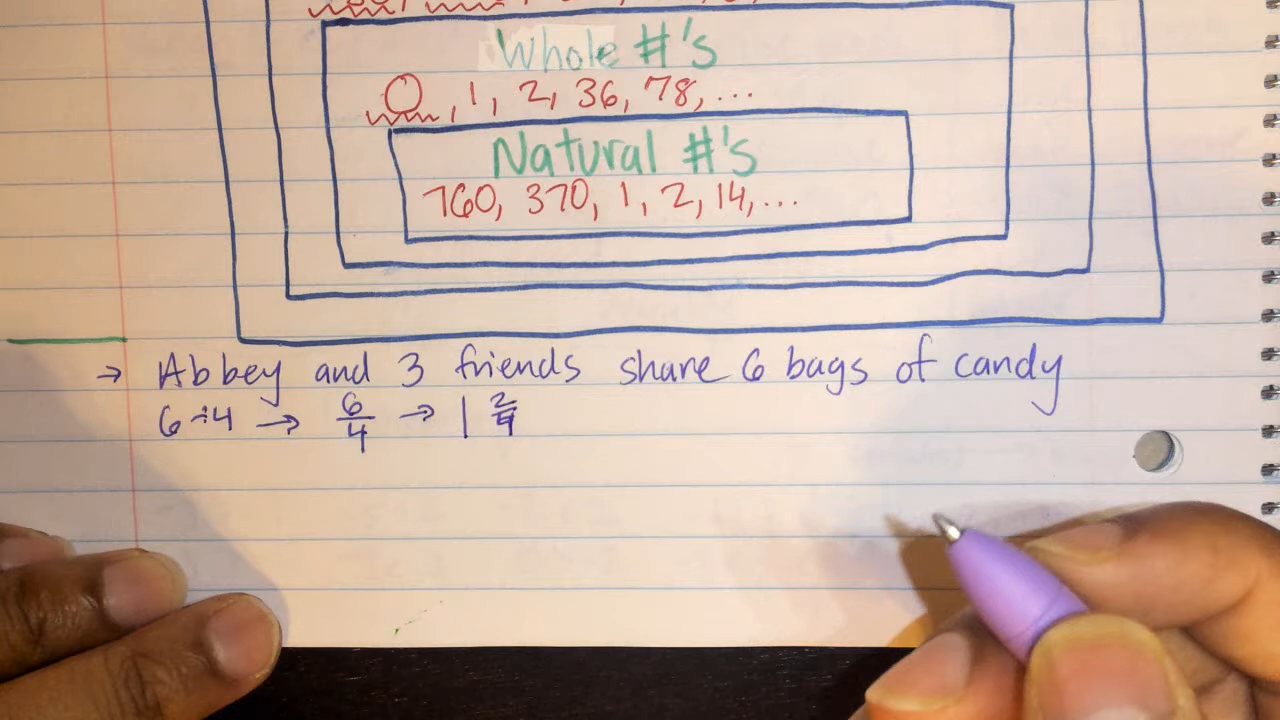 Whole #'s
0, 1, 2, 36, 78, ...
Natural #'s
760, 370, 1, 2, 14, ...
→ Abbey and 3 friends share 6 bags of candy
6÷4 → 6/4 → 1 2/4